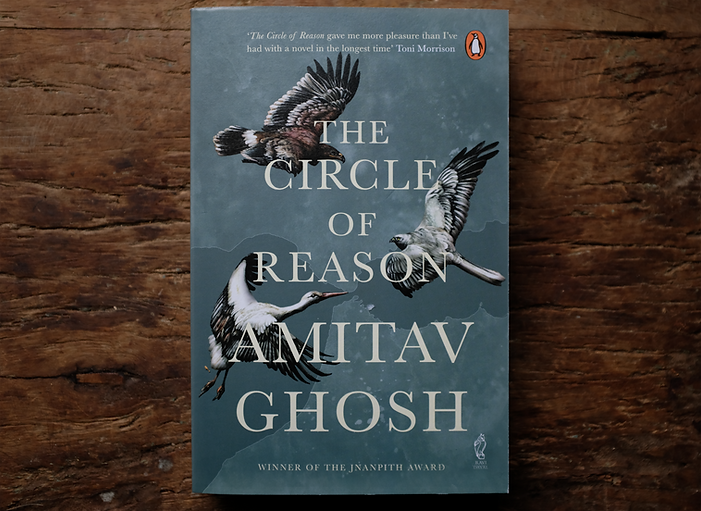 ‘The Circle of Reason gave me more pleasure than I’ve
had with a novel in the longest time’ Toni Morrison
THE
CIRCLE
OF
REASON
AMITAV
GHOSH
WINNER OF THE JNANPITH AWARD